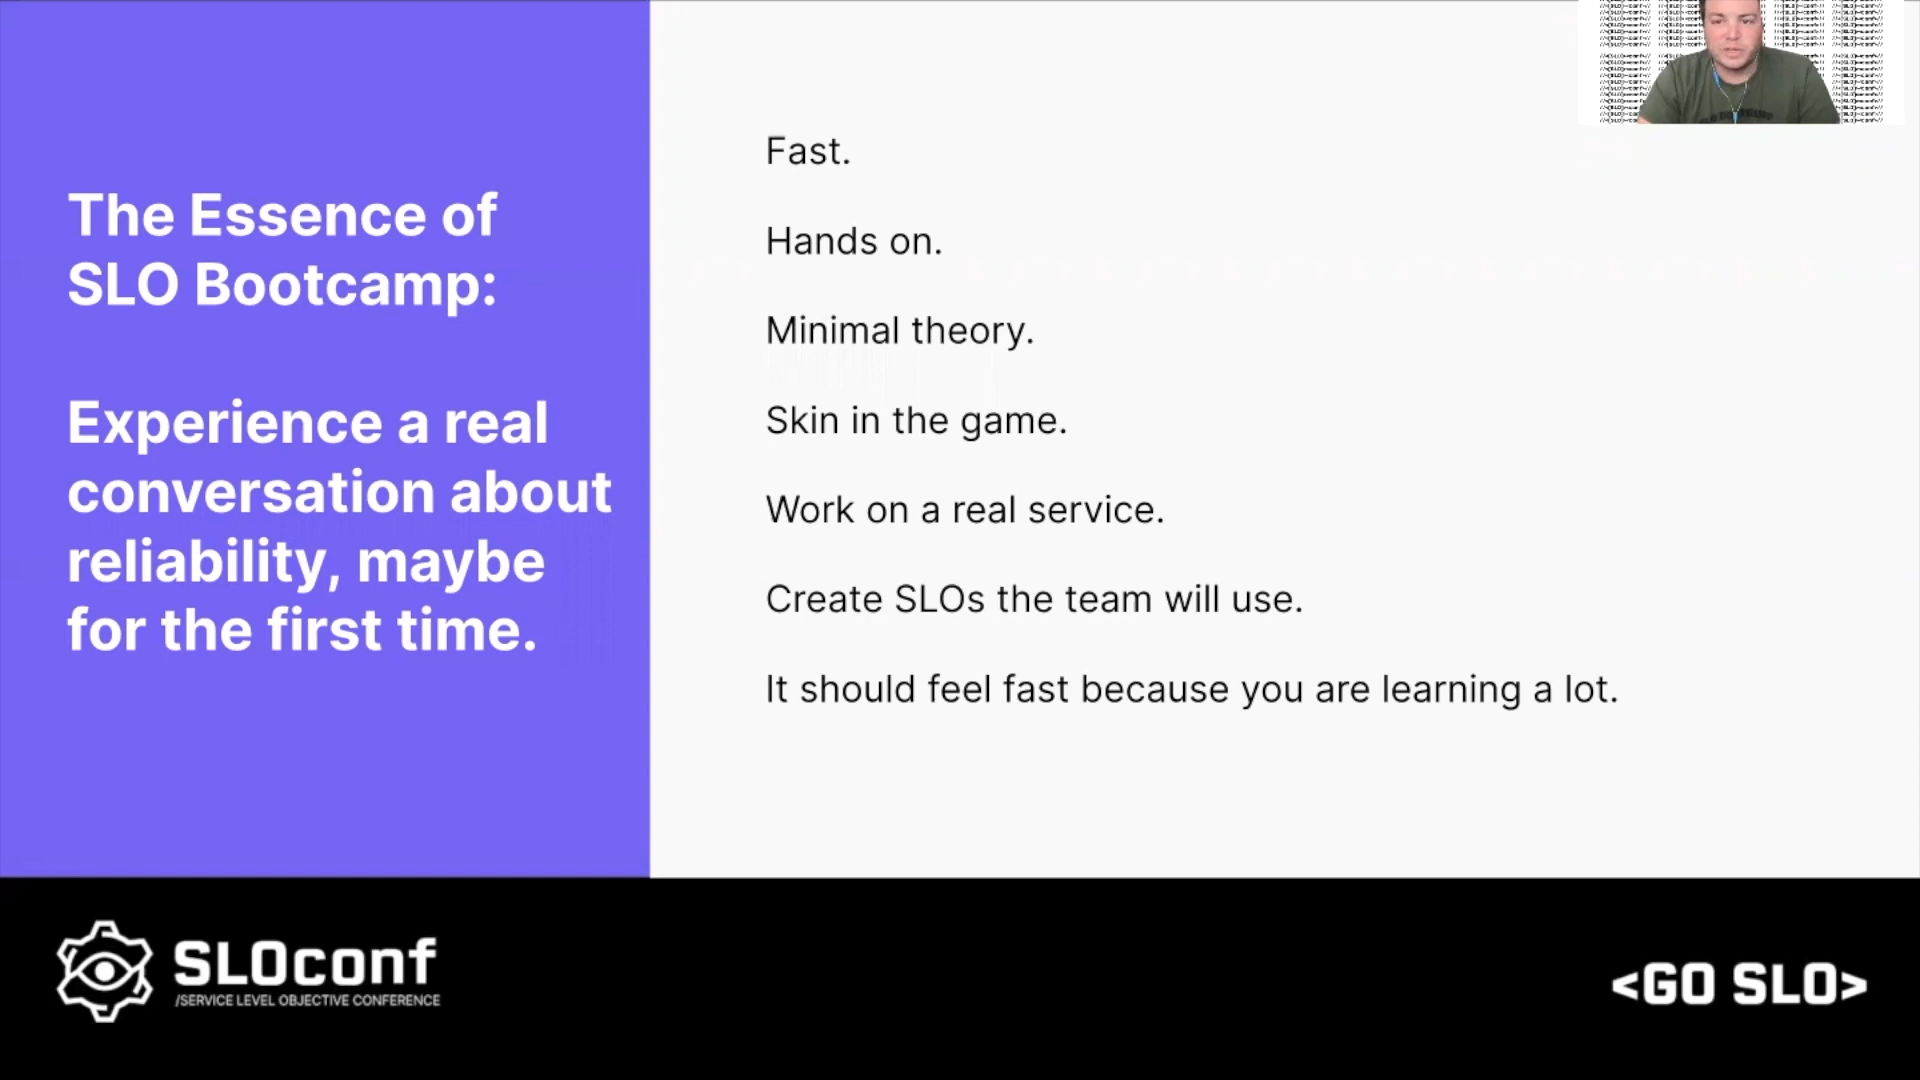 The Essence of
SLO Bootcamp:
Experience a real
conversation about
reliability, maybe
for the first time.
Fast.
Hands on.
Minimal theory.
Skin in the game.
Work on a real service.
Create SLOs the team will use.
It should feel fast because you are learning a lot.
SLOconf
/SERVICE LEVEL OBJECTIVE CONFERENCE
<GO SLO>